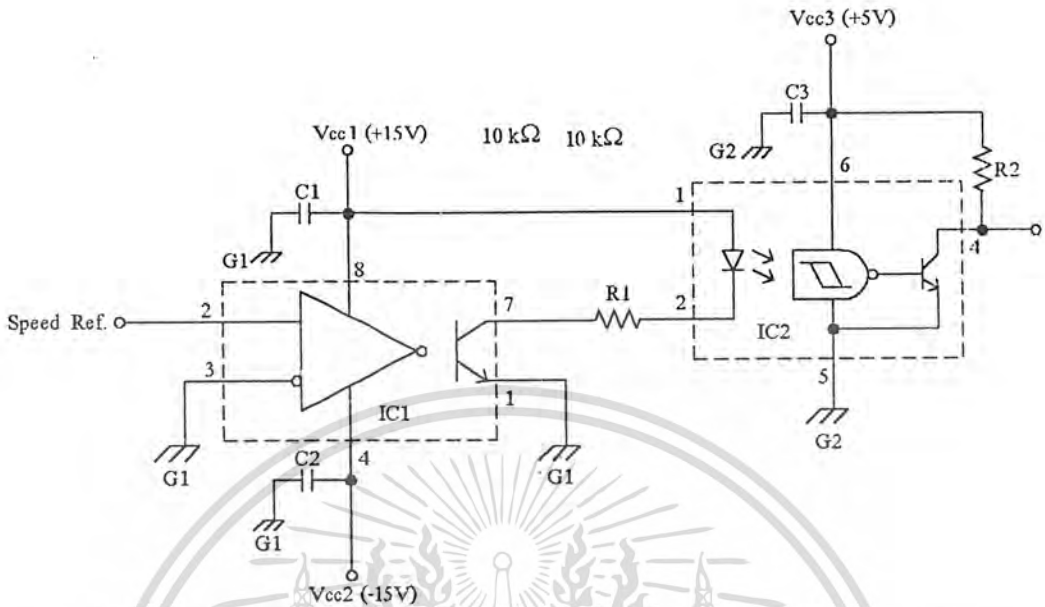 Vcc3 (+5V)
C3
Vcc1 (+15V)
10 kΩ 10 kΩ
G2
6
R2
C1
1
4
G1
8
2
7
R1
2
Speed Ref.
3
IC2
5
1
IC1
G2
G1
C2
4
G1
G1
Vcc2 (-15V)